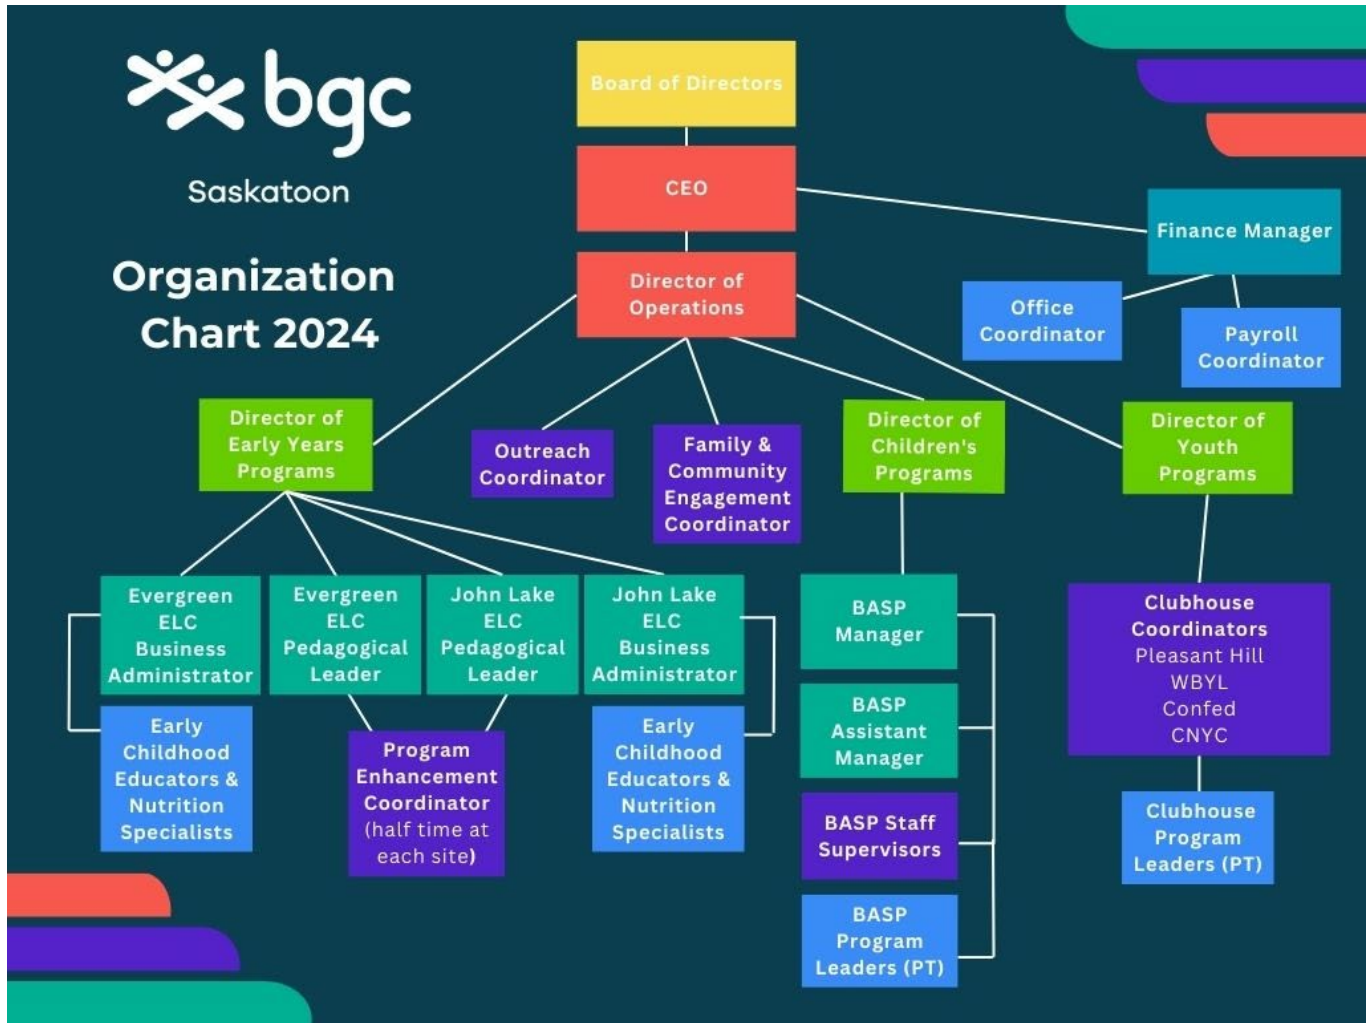 bgc
Saskatoon
Organization
Chart 2024
Board of Directors
CEO
Finance Manager
Director of
Operations
Office
Coordinator
Payroll
Coordinator
Director of
Early Years
Programs
Outreach
Coordinator
Family &
Community
Engagement
Coordinator
Director of
Children's
Programs
Director of
Youth
Programs
Evergreen
ELC
Business
Administrator
Evergreen
ELC
Pedagogical
Leader
John Lake
ELC
Pedagogical
Leader
John Lake
ELC
Business
Administrator
BASP
Manager
Clubhouse
Coordinators
Pleasant Hill
WBYL
Confed
CNYC
Early
Childhood
Educators &
Nutrition
Specialists
Program
Enhancement
Coordinator
(half time at
each site)
Early
Childhood
Educators &
Nutrition
Specialists
BASP
Assistant
Manager
BASP Staff
Supervisors
BASP
Program
Leaders (PT)
Clubhouse
Program
Leaders (PT)